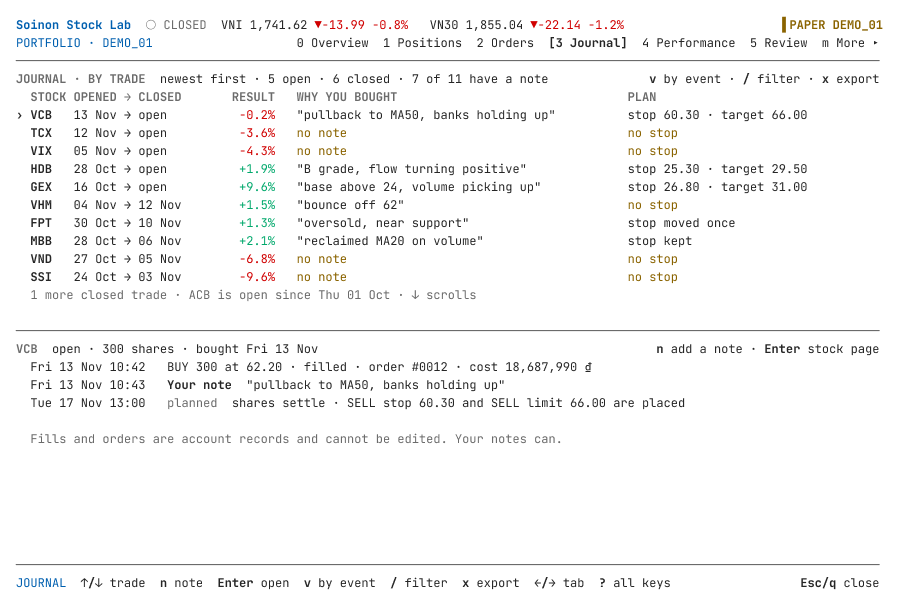 Soinon Stock Lab ○ CLOSED VNI 1,741.62 ▼-13.99 -0.8% VN30 1,855.04 ▼-22.14 -1.2% PAPER DEMO_01
PORTFOLIO · DEMO_01 0 Overview 1 Positions 2 Orders [3 Journal] 4 Performance 5 Review m More ▸
JOURNAL · BY TRADE newest first · 5 open · 6 closed · 7 of 11 have a note v by event · / filter · x export
STOCK OPENED → CLOSED RESULT WHY YOU BOUGHT PLAN
› VCB 13 Nov → open -0.2% "pullback to MA50, banks holding up" stop 60.30 · target 66.00
TCX 12 Nov → open -3.6% no note no stop
VIX 05 Nov → open -4.3% no note no stop
HDB 28 Oct → open +1.9% "B grade, flow turning positive" stop 25.30 · target 29.50
GEX 16 Oct → open +9.6% "base above 24, volume picking up" stop 26.80 · target 31.00
VHM 04 Nov → 12 Nov +1.5% "bounce off 62" no stop
FPT 30 Oct → 10 Nov +1.3% "oversold, near support" stop moved once
MBB 28 Oct → 06 Nov +2.1% "reclaimed MA20 on volume" stop kept
VND 27 Oct → 05 Nov -6.8% no note no stop
SSI 24 Oct → 03 Nov -9.6% no note no stop
1 more closed trade · ACB is open since Thu 01 Oct · ↓ scrolls
VCB open · 300 shares · bought Fri 13 Nov n add a note · Enter stock page
Fri 13 Nov 10:42 BUY 300 at 62.20 · filled · order #0012 · cost 18,687,990 ₫
Fri 13 Nov 10:43 Your note "pullback to MA50, banks holding up"
Tue 17 Nov 13:00 planned shares settle · SELL stop 60.30 and SELL limit 66.00 are placed
Fills and orders are account records and cannot be edited. Your notes can.
JOURNAL ↑/↓ trade n note Enter open v by event / filter x export ←/→ tab ? all keys Esc/q close